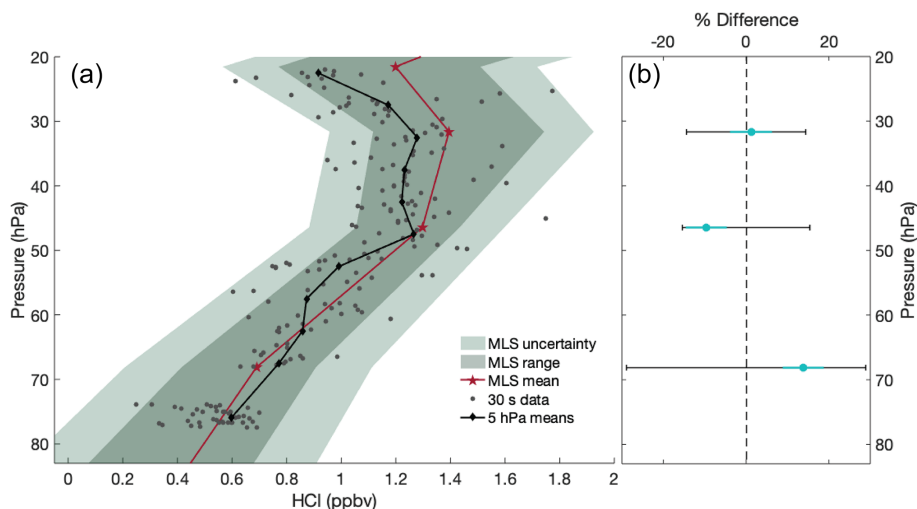 % Difference
-20 0 20
(a)
(b)
20 20
30 30
40 40
50 50
60 60
70 70
80 80
Pressure (hPa)
Pressure (hPa)
MLS uncertainty
MLS range
MLS mean
30 s data
5 hPa means
0 0.2 0.4 0.6 0.8 1 1.2 1.4 1.6 1.8 2
HCl (ppbv)